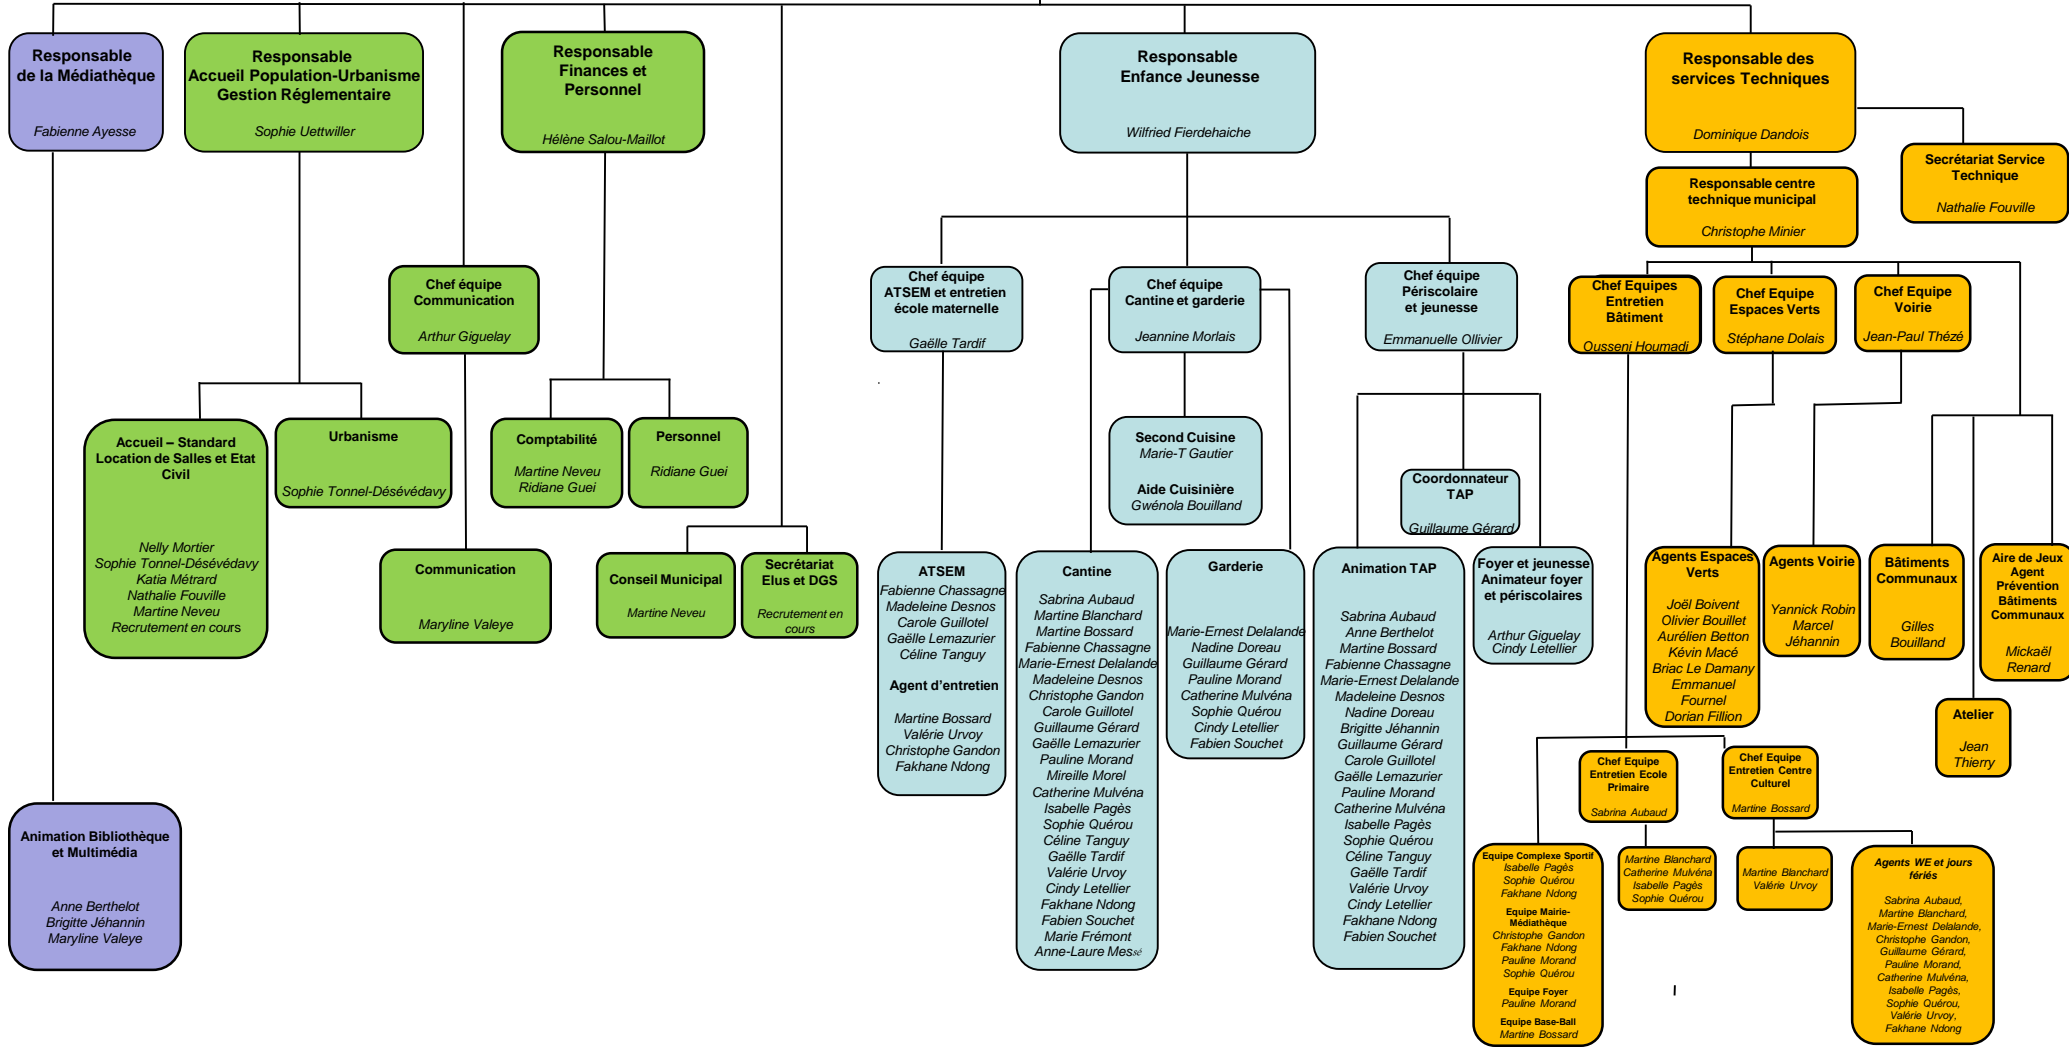 Responsable
de la Médiathèque
Fabienne Ayesse
Responsable
Accueil Population-Urbanisme
Gestion Réglementaire
Sophie Uettwiller
Responsable
Finances et
Personnel
Hélène Salou-Maillot
Responsable
Enfance Jeunesse
Wilfried Fierdehaiche
Responsable des
services Techniques
Dominique Dandois
Secrétariat Service
Technique
Nathalie Fouville
Responsable centre
technique municipal
Christophe Minier
Chef équipe
Communication
Arthur Giguelay
Chef équipe
ATSEM et entretien
école maternelle
Gaëlle Tardif
Chef équipe
Cantine et garderie
Jeannine Morlais
Chef équipe
Périscolaire
et jeunesse
Emmanuelle Ollivier
Chef Equipes
Entretien
Bâtiment
Ousseni Houmadi
Chef Equipe
Espaces Verts
Stéphane Dolais
Chef Equipe
Voirie
Jean-Paul Thézé
Accueil – Standard
Location de Salles et Etat
Civil
Nelly Mortier
Sophie Tonnel-Désévédavy
Katia Métrard
Nathalie Fouville
Martine Neveu
Recrutement en cours
Urbanisme
Sophie Tonnel-Désévédavy
Comptabilité
Martine Neveu
Ridiane Guei
Personnel
Ridiane Guei
Second Cuisine
Marie-T Gautier
Aide Cuisinière
Gwénola Bouilland
Coordonnateur
TAP
Guillaume Gérard
Communication
Maryline Valeye
Conseil Municipal
Martine Neveu
Secrétariat
Elus et DGS
Recrutement en
cours
ATSEM
Fabienne Chassagne
Madeleine Desnos
Carole Guillotel
Gaëlle Lemazurier
Céline Tanguy
Agent d’entretien
Martine Bossard
Valérie Urvoy
Christophe Gandon
Fakhane Ndong
Cantine
Sabrina Aubaud
Martine Blanchard
Martine Bossard
Fabienne Chassagne
Marie-Ernest Delalande
Madeleine Desnos
Christophe Gandon
Carole Guillotel
Guillaume Gérard
Gaëlle Lemazurier
Pauline Morand
Mireille Morel
Catherine Mulvéna
Isabelle Pagès
Sophie Quérou
Céline Tanguy
Gaëlle Tardif
Valérie Urvoy
Cindy Letellier
Fakhane Ndong
Fabien Souchet
Marie Frémont
Anne-Laure Messé
Garderie
Marie-Ernest Delalande
Nadine Doreau
Guillaume Gérard
Pauline Morand
Catherine Mulvéna
Sophie Quérou
Cindy Letellier
Fabien Souchet
Animation TAP
Sabrina Aubaud
Anne Berthelot
Martine Bossard
Fabienne Chassagne
Marie-Ernest Delalande
Madeleine Desnos
Nadine Doreau
Brigitte Jéhannin
Guillaume Gérard
Carole Guillotel
Gaëlle Lemazurier
Pauline Morand
Catherine Mulvéna
Isabelle Pagès
Sophie Quérou
Céline Tanguy
Gaëlle Tardif
Valérie Urvoy
Cindy Letellier
Fakhane Ndong
Fabien Souchet
Foyer et jeunesse
Animateur foyer
et périscolaires
Arthur Giguelay
Cindy Letellier
Agents Espaces
Verts
Joël Boivent
Olivier Bouillet
Aurélien Betton
Kévin Macé
Briac Le Damany
Emmanuel
Fournel
Dorian Fillion
Agents Voirie
Yannick Robin
Marcel
Jéhannin
Bâtiments
Communaux
Gilles
Bouilland
Aire de Jeux
Agent
Prévention
Bâtiments
Communaux
Mickaël
Renard
Atelier
Jean
Thierry
Chef Equipe
Entretien Ecole
Primaire
Sabrina Aubaud
Chef Equipe
Entretien Centre
Culturel
Martine Bossard
Animation Bibliothèque
et Multimédia
Anne Berthelot
Brigitte Jéhannin
Maryline Valeye
Equipe Complexe Sportif
Isabelle Pagès
Sophie Quérou
Fakhane Ndong
Equipe Mairie-
Médiathèque
Christophe Gandon
Fakhane Ndong
Pauline Morand
Sophie Quérou
Equipe Foyer
Pauline Morand
Equipe Base-Ball
Martine Bossard
Martine Blanchard
Catherine Mulvéna
Isabelle Pagès
Sophie Quérou
Martine Blanchard
Valérie Urvoy
Agents WE et jours
fériés
Sabrina Aubaud,
Martine Blanchard,
Marie-Ernest Delalande,
Christophe Gandon,
Guillaume Gérard,
Pauline Morand,
Catherine Mulvéna,
Isabelle Pagès,
Sophie Quérou,
Valérie Urvoy,
Fakhane Ndong